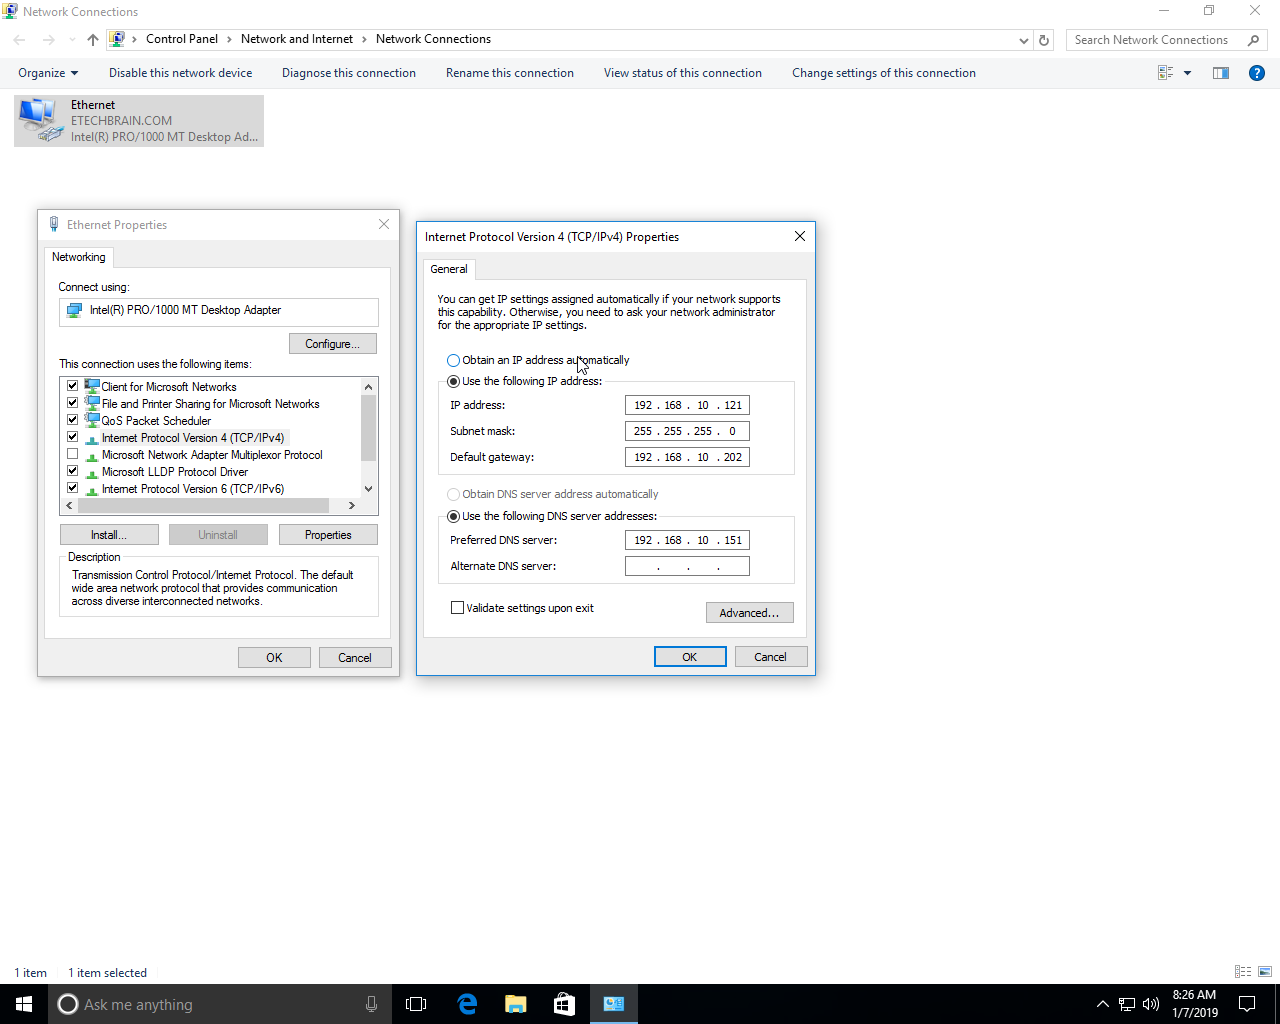 Network Connections
Control Panel > Network and Internet > Network Connections
Search Network Connections
Organize
Disable this network device
Diagnose this connection
Rename this connection
View status of this connection
Change settings of this connection
?
Ethernet
ETECHBRAIN.COM
Intel(R) PRO/1000 MT Desktop Ad...
Ethernet Properties
Networking
Connect using:
Intel(R) PRO/1000 MT Desktop Adapter
Configure...
This connection uses the following items:
Client for Microsoft Networks
File and Printer Sharing for Microsoft Networks
QoS Packet Scheduler
Internet Protocol Version 4 (TCP/IPv4)
Microsoft Network Adapter Multiplexor Protocol
Microsoft LLDP Protocol Driver
Internet Protocol Version 6 (TCP/IPv6)
Install...
Uninstall
Properties
Description
Transmission Control Protocol/Internet Protocol. The default
wide area network protocol that provides communication
across diverse interconnected networks.
OK
Cancel
Internet Protocol Version 4 (TCP/IPv4) Properties
General
You can get IP settings assigned automatically if your network supports
this capability. Otherwise, you need to ask your network administrator
for the appropriate IP settings.
Obtain an IP address automatically
Use the following IP address:
IP address:
192 . 168 . 10 . 121
Subnet mask:
255 . 255 . 255 . 0
Default gateway:
192 . 168 . 10 . 202
Obtain DNS server address automatically
Use the following DNS server addresses:
Preferred DNS server:
192 . 168 . 10 . 151
Alternate DNS server:
. . .
Validate settings upon exit
Advanced...
OK
Cancel
1 item
1 item selected
Ask me anything
8:26 AM
1/7/2019